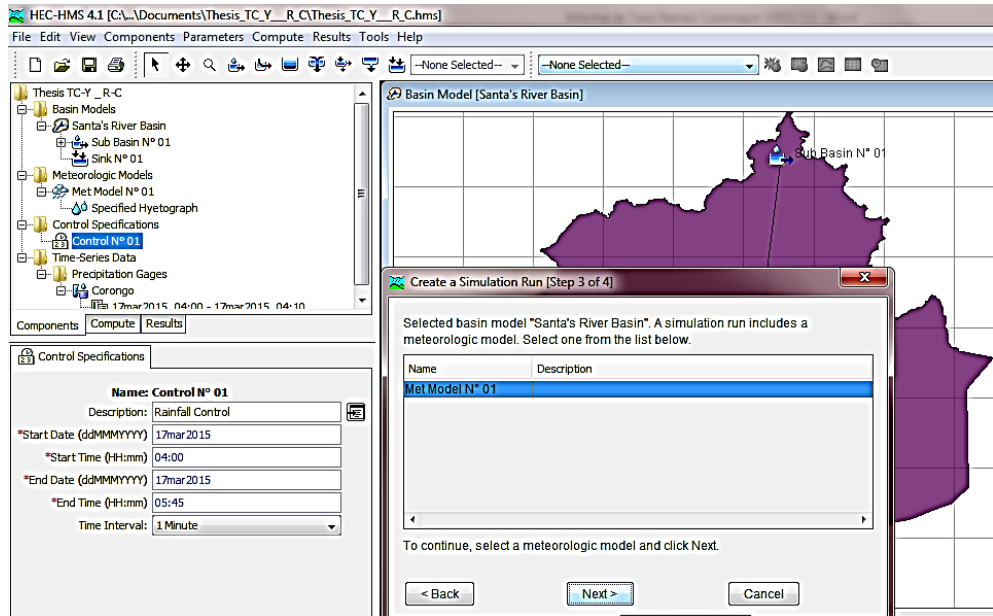 HEC-HMS 4.1 [C:\...\Documents\Thesis_TC_Y__R_C\Thesis_TC_Y__R_C.hms]
File Edit View Components Parameters Compute Results Tools Help
--None Selected--
--None Selected--
Thesis TC-Y _ R-C
Basin Models
Santa's River Basin
Sub Basin N° 01
Sink N° 01
Meteorologic Models
Met Model N° 01
Specified Hyetograph
Control Specifications
Control N° 01
Time-Series Data
Precipitation Gages
Corongo
17mar2015, 04:00 - 17mar2015, 04:10
Components Compute Results
Control Specifications
Name: Control N° 01
Description: Rainfall Control
*Start Date (ddMMMYYYY) 17mar2015
*Start Time (HH:mm) 04:00
*End Date (ddMMMYYYY) 17mar2015
*End Time (HH:mm) 05:45
Time Interval: 1 Minute
Basin Model [Santa's River Basin]
Sub Basin N° 01
Create a Simulation Run [Step 3 of 4]
Selected basin model "Santa's River Basin". A simulation run includes a
meteorologic model. Select one from the list below.
Name Description
Met Model N° 01
To continue, select a meteorologic model and click Next.
< Back Next > Cancel